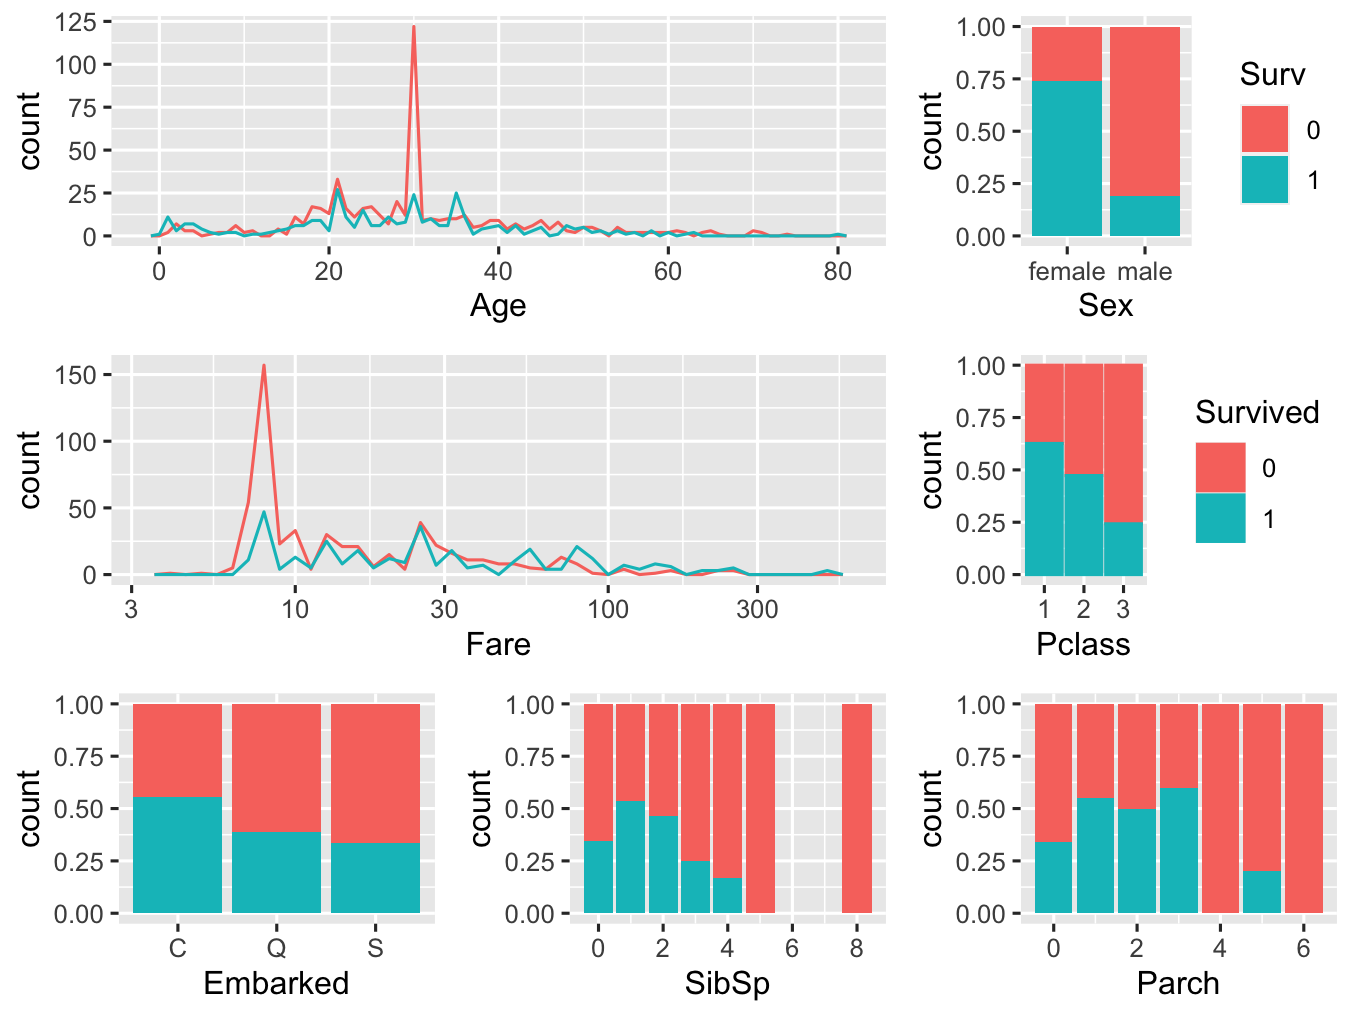 125
100
75
50
25
0
count
0 20 40 60 80
Age
1.00
0.75
0.50
0.25
0.00
count
female male
Sex
Surv
0
1
150
100
50
0
count
3 10 30 100 300
Fare
1.00
0.75
0.50
0.25
0.00
count
1 2 3
Pclass
Survived
0
1
1.00
0.75
0.50
0.25
0.00
count
C Q S
Embarked
1.00
0.75
0.50
0.25
0.00
count
0 2 4 6 8
SibSp
1.00
0.75
0.50
0.25
0.00
count
0 2 4 6
Parch